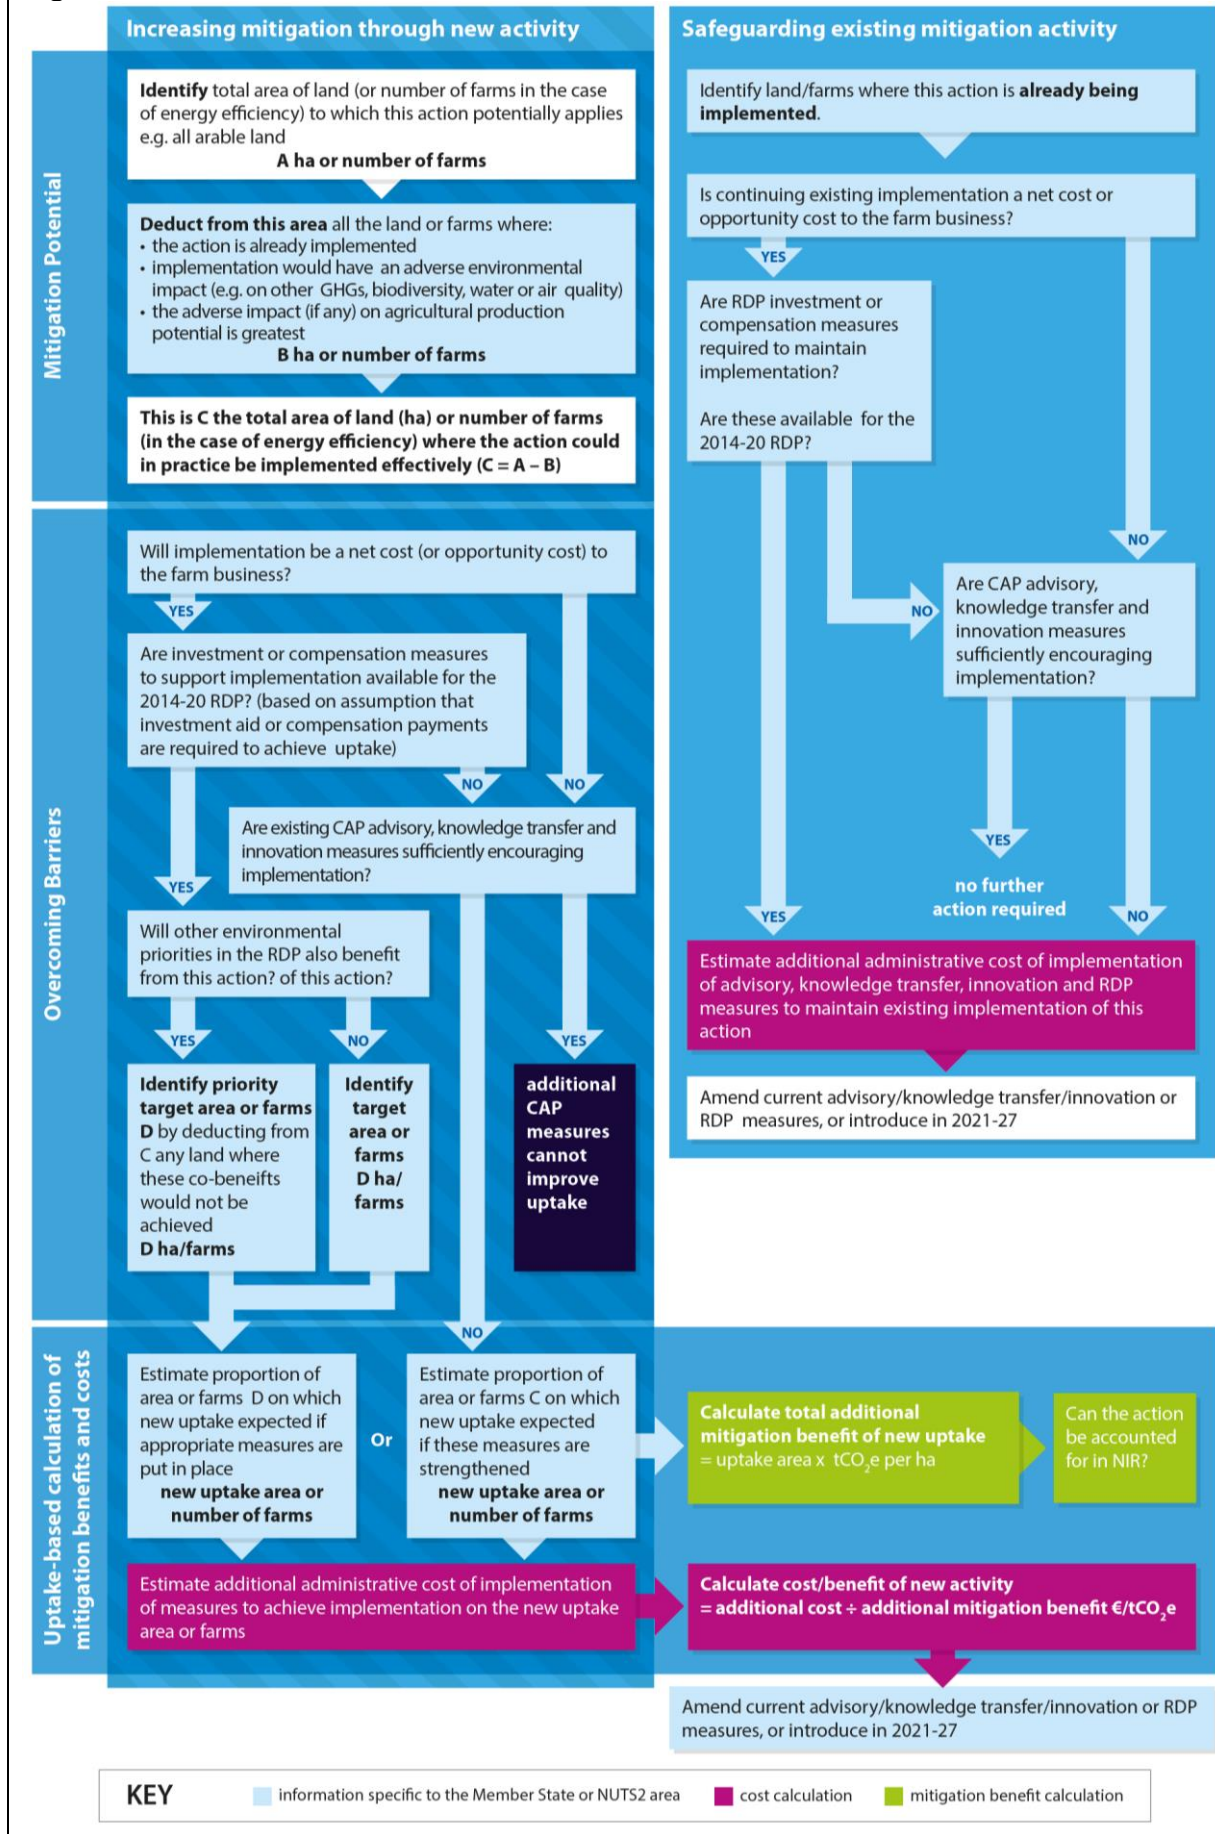 Increasing mitigation through new activity
Mitigation Potential
Identify total area of land (or number of farms in the case
of energy efficiency) to which this action potentially applies
e.g. all arable land
A ha or number of farms
Deduct from this area all the land or farms where:
• the action is already implemented
• implementation would have an adverse environmental
impact (e.g. on other GHGs, biodiversity, water or air quality)
• the adverse impact (if any) on agricultural production
potential is greatest
B ha or number of farms
This is C the total area of land (ha) or number of farms
(in the case of energy efficiency) where the action could
in practice be implemented effectively (C = A – B)
Overcoming Barriers
Will implementation be a net cost (or opportunity cost) to
the farm business?
YES
Are investment or compensation measures
to support implementation available for the
2014-20 RDP? (based on assumption that
investment aid or compensation payments
are required to achieve uptake)
NO
NO
Are existing CAP advisory, knowledge transfer and
innovation measures sufficiently encouraging
implementation?
YES
Will other environmental
priorities in the RDP also benefit
from this action? of this action?
YES
NO
YES
Identify priority
target area or farms
D by deducting from
C any land where
these co-beneifts
would not be
achieved
D ha/farms
Identify
target
area or
farms
D ha/
farms
additional
CAP
measures
cannot
improve
uptake
NO
Uptake-based calculation of
mitigation benefits and costs
Estimate proportion of
area or farms D on which
new uptake expected if
appropriate measures are
put in place
new uptake area or
number of farms
Or
Estimate proportion of
area or farms C on which
new uptake expected
if these measures are
strengthened
new uptake area or
number of farms
Estimate additional administrative cost of implementation
of measures to achieve implementation on the new uptake
area or farms
Safeguarding existing mitigation activity
Identify land/farms where this action is already being
implemented.
Is continuing existing implementation a net cost or
opportunity cost to the farm business?
YES
Are RDP investment or
compensation measures
required to maintain
implementation?
Are these available for the
2014-20 RDP?
NO
NO
Are CAP advisory,
knowledge transfer and
innovation measures
sufficiently encouraging
implementation?
YES
no further
action required
YES
NO
Estimate additional administrative cost of implementation
of advisory, knowledge transfer, innovation and RDP
measures to maintain existing implementation of this
action
Amend current advisory/knowledge transfer/innovation or
RDP measures, or introduce in 2021-27
Calculate total additional
mitigation benefit of new uptake
= uptake area x tCO₂e per ha
Can the action
be accounted
for in NIR?
Calculate cost/benefit of new activity
= additional cost ÷ additional mitigation benefit €/tCO₂e
Amend current advisory/knowledge transfer/innovation or RDP
measures, or introduce in 2021-27
KEY
information specific to the Member State or NUTS2 area
cost calculation
mitigation benefit calculation